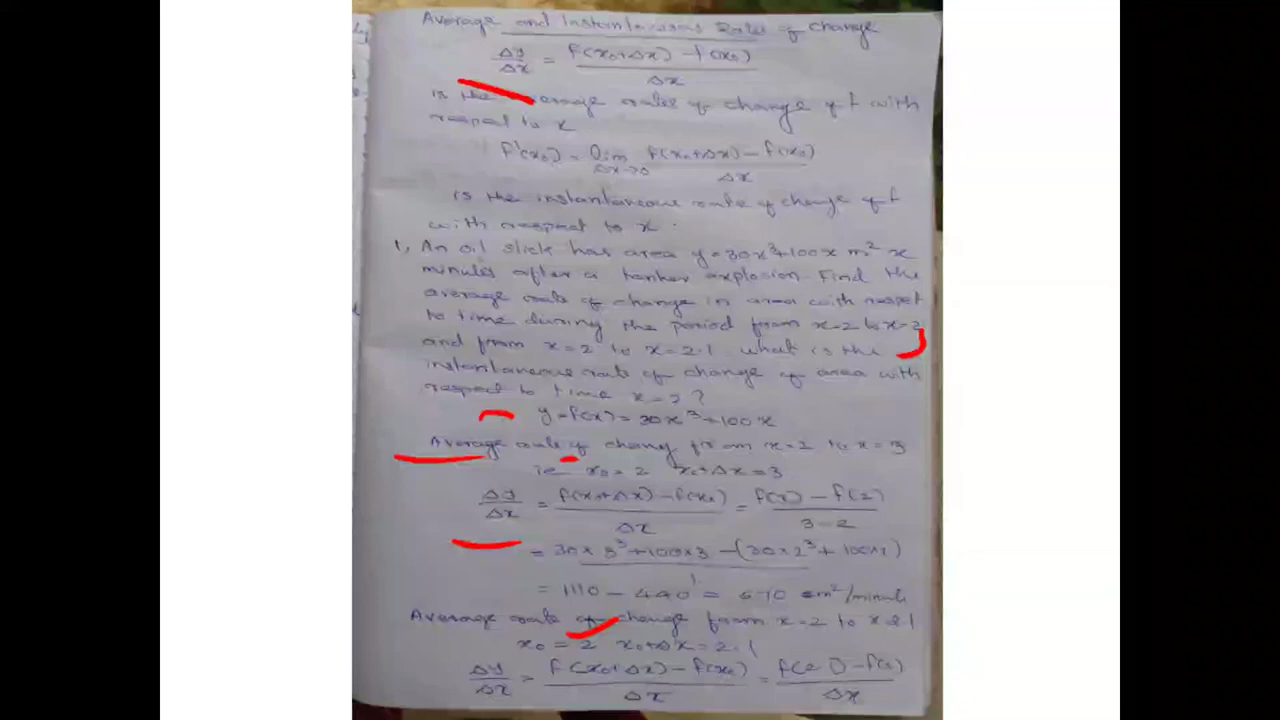 Average and Instantaneous Rates of change
Δy/Δx = f(x₀+Δx) - f(x₀) / Δx
is the average rate of change of f with
respect to x
f'(x₀) = lim Δx→0 f(x₀+Δx) - f(x₀) / Δx
is the instantaneous rate of change of f
with respect to x.
1, An oil slick has area y=30x³+100x m² x
minutes after a tanker explosion. Find the
average rate of change in area with respect
to time during the period from x=2 to x=3
and from x=2 to x=2.1 what is the
instantaneous rate of change of area with
respect to time x=2?
y=f(x) = 30x³+100x
Average rate of change from x=2 to x=3
ie x₀=2 x₀+Δx=3
Δy/Δx = f(x₀+Δx) - f(x₀) / Δx = f(3) - f(2) / 3-2
= 30×3³+100×3 - (30×2³+100×2) / 1
= 1110 - 440 = 670 m²/minute
Average rate of change from x=2 to x=2.1
x₀=2 x₀+Δx=2.1
Δy/Δx = f(x₀+Δx) - f(x₀) / Δx = f(2.1) - f(2) / Δx